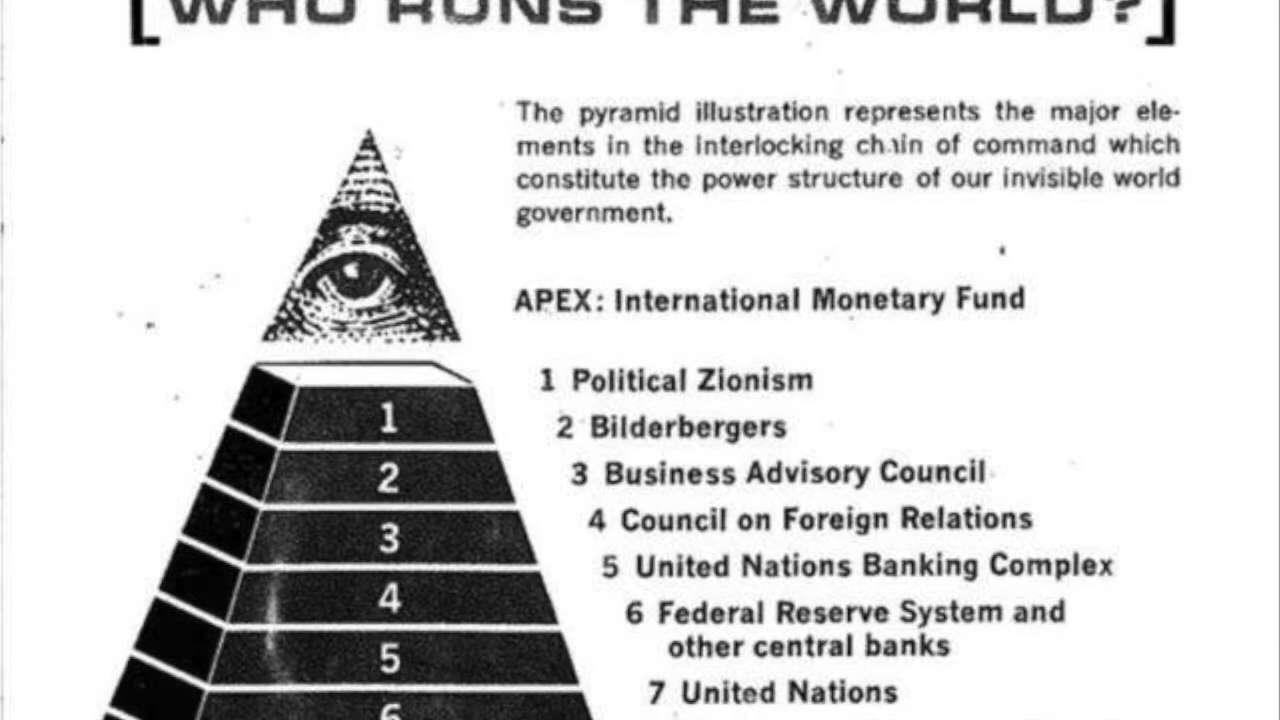 [WHO RUNS THE WORLD?]
The pyramid illustration represents the major ele-
ments in the interlocking chain of command which
constitute the power structure of our invisible world
government.
APEX: International Monetary Fund
1 Political Zionism
1
2 Bilderbergers
2
3 Business Advisory Council
3
4 Council on Foreign Relations
4
5 United Nations Banking Complex
5
6 Federal Reserve System and
other central banks
7 United Nations
6